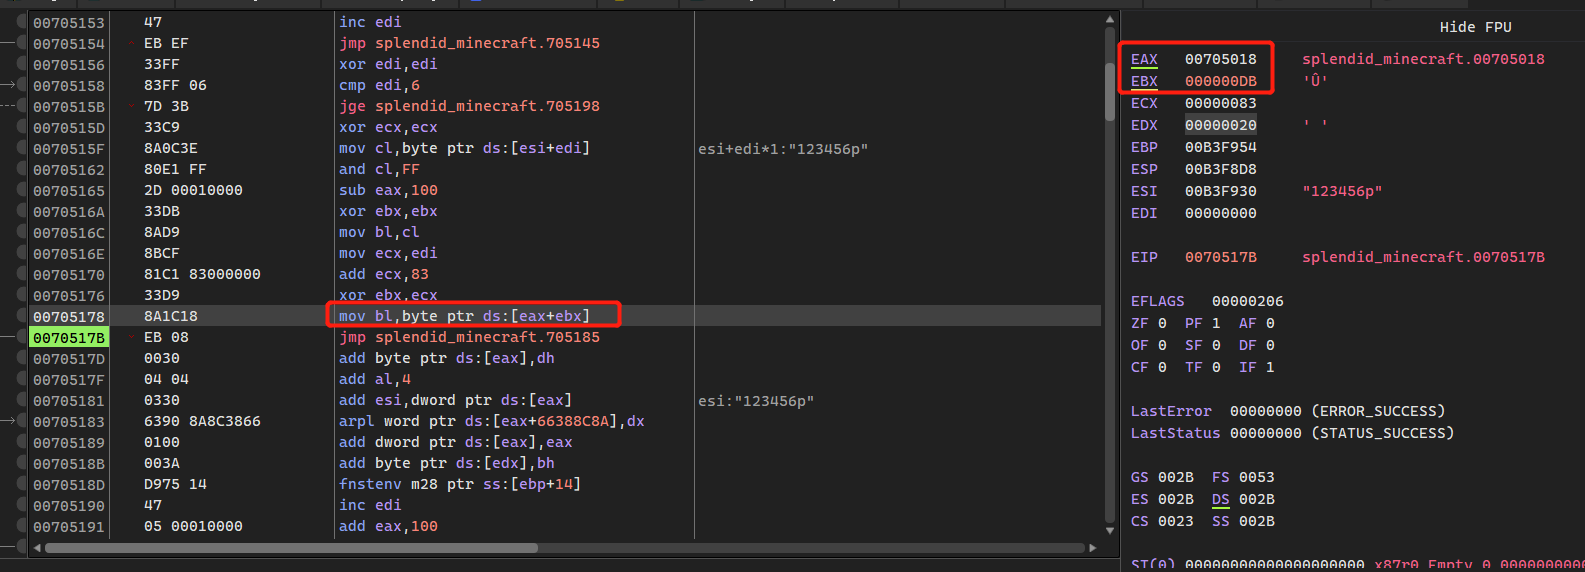 00705153 47 inc edi
00705154 EB EF jmp splendid_minecraft.705145
00705156 33FF xor edi,edi
00705158 83FF 06 cmp edi,6
0070515B 7D 3B jge splendid_minecraft.705198
0070515D 33C9 xor ecx,ecx
0070515F 8A0C3E mov cl,byte ptr ds:[esi+edi] esi+edi*1:"123456p"
00705162 80E1 FF and cl,FF
00705165 2D 00010000 sub eax,100
0070516A 33DB xor ebx,ebx
0070516C 8AD9 mov bl,cl
0070516E 8BCF mov ecx,edi
00705170 81C1 83000000 add ecx,83
00705176 33D9 xor ebx,ecx
00705178 8A1C18 mov bl,byte ptr ds:[eax+ebx]
0070517B EB 08 jmp splendid_minecraft.705185
0070517D 0030 add byte ptr ds:[eax],dh
0070517F 04 04 add al,4
00705181 0330 add esi,dword ptr ds:[eax] esi:"123456p"
00705183 6390 8A8C3866 arpl word ptr ds:[eax+66388C8A],dx
00705189 0100 add dword ptr ds:[eax],eax
0070518B 003A add byte ptr ds:[edx],bh
0070518D D975 14 fnstenv m28 ptr ss:[ebp+14]
00705190 47 inc edi
00705191 05 00010000 add eax,100
Hide FPU
EAX 00705018 splendid_minecraft.00705018
EBX 000000DB 'Û'
ECX 00000083
EDX 00000020 ' '
EBP 00B3F954
ESP 00B3F8D8
ESI 00B3F930 "123456p"
EDI 00000000
EIP 0070517B splendid_minecraft.0070517B
EFLAGS 00000206
ZF 0 PF 1 AF 0
OF 0 SF 0 DF 0
CF 0 TF 0 IF 1
LastError 00000000 (ERROR_SUCCESS)
LastStatus 00000000 (STATUS_SUCCESS)
GS 002B FS 0053
ES 002B DS 002B
CS 0023 SS 002B
ST(0) 00000000000000000000 x87r0 Empty 0.0000000000